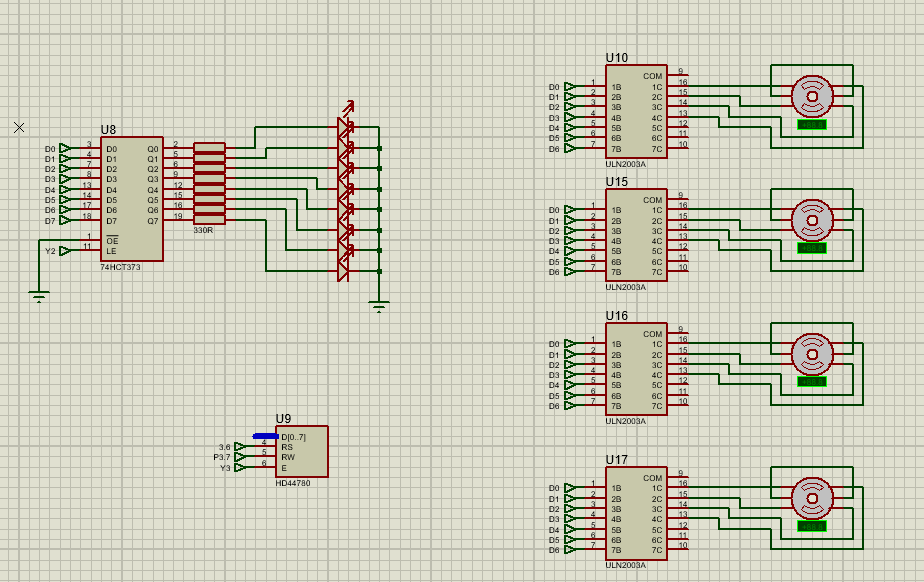 U8
D0 3 D0 Q0 2
D1 4 D1 Q1 5
D2 7 D2 Q2 6
D3 8 D3 Q3 9
D4 13 D4 Q4 12
D5 14 D5 Q5 15
D6 17 D6 Q6 16
D7 18 D7 Q7 19
1 OE
Y2 11 LE
330R
74HCT373
U9
D[0..7]
3.6 4 RS
P3.7 5 RW
Y3 6 E
HD44780
U10
COM 9
D0 1 1B 1C 16
D1 2 2B 2C 15
D2 3 3B 3C 14
D3 4 4B 4C 13
D4 5 5B 5C 12
D5 6 6B 6C 11
D6 7 7B 7C 10
ULN2003A
U15
COM 9
D0 1 1B 1C 16
D1 2 2B 2C 15
D2 3 3B 3C 14
D3 4 4B 4C 13
D4 5 5B 5C 12
D5 6 6B 6C 11
D6 7 7B 7C 10
ULN2003A
U16
COM 9
D0 1 1B 1C 16
D1 2 2B 2C 15
D2 3 3B 3C 14
D3 4 4B 4C 13
D4 5 5B 5C 12
D5 6 6B 6C 11
D6 7 7B 7C 10
ULN2003A
U17
COM 9
D0 1 1B 1C 16
D1 2 2B 2C 15
D2 3 3B 3C 14
D3 4 4B 4C 13
D4 5 5B 5C 12
D5 6 6B 6C 11
D6 7 7B 7C 10
ULN2003A